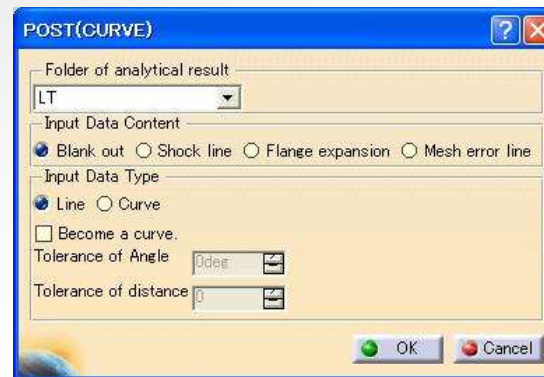 POST(CURVE)
Folder of analytical result
LT
Input Data Content
Blank out Shock line Flange expansion Mesh error line
Input Data Type
Line Curve
Become a curve.
Tolerance of Angle 0deg
Tolerance of distance 0
OK Cancel